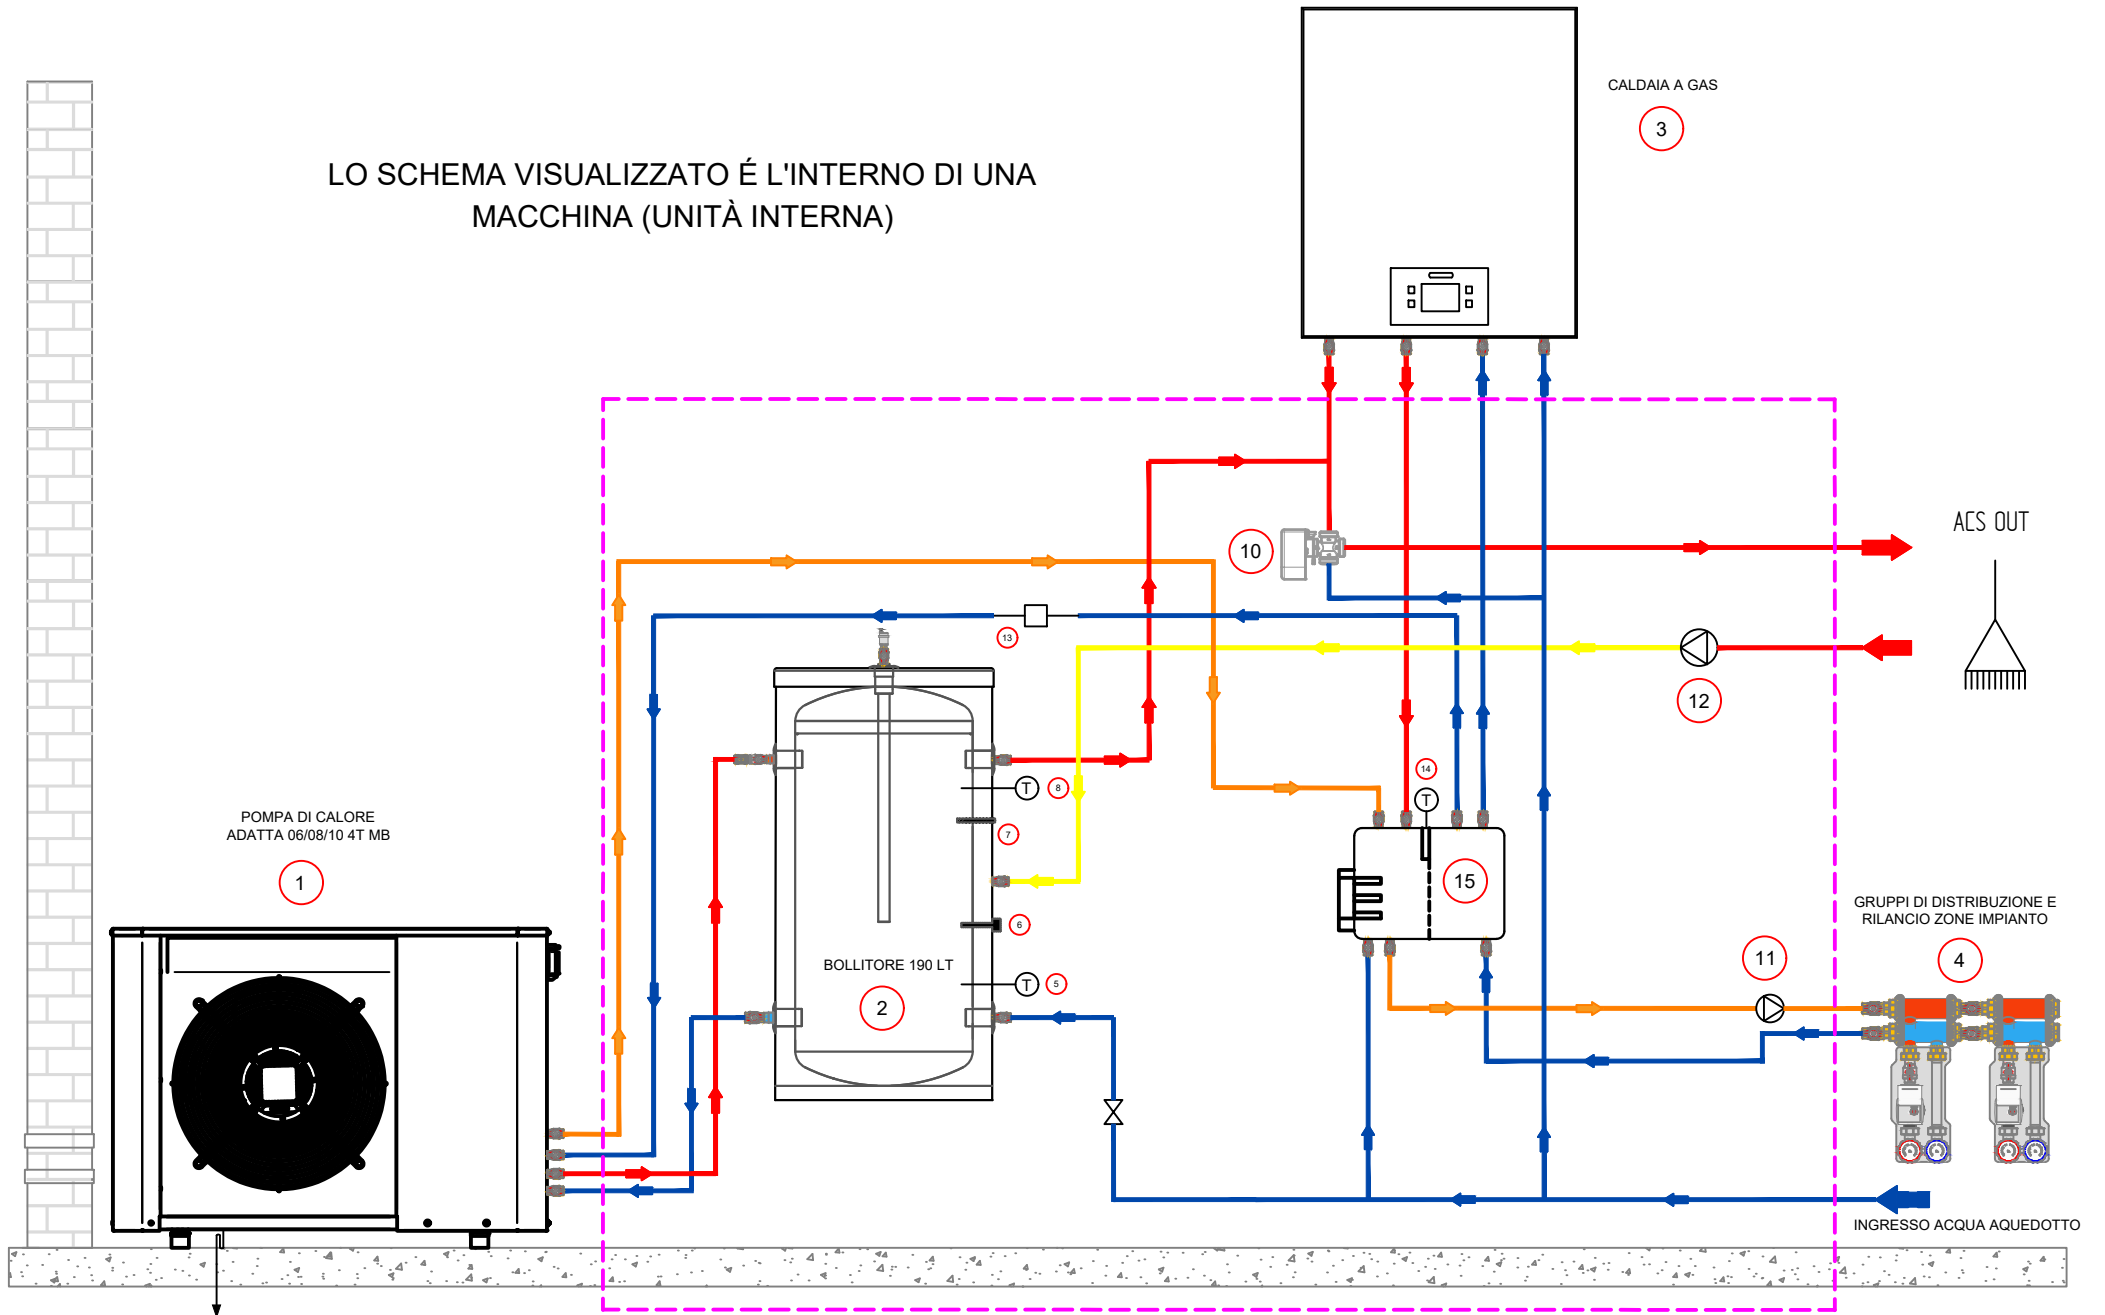 CALDAIA A GAS
3
LO SCHEMA VISUALIZZATO É L'INTERNO DI UNA
MACCHINA (UNITÀ INTERNA)
ACS OUT
10
13
12
14
T
T
8
7
15
6
T
5
POMPA DI CALORE
ADATTA 06/08/10 4T MB
1
BOLLITORE 190 LT
2
GRUPPI DI DISTRIBUZIONE E
RILANCIO ZONE IMPIANTO
11
4
INGRESSO ACQUA AQUEDOTTO